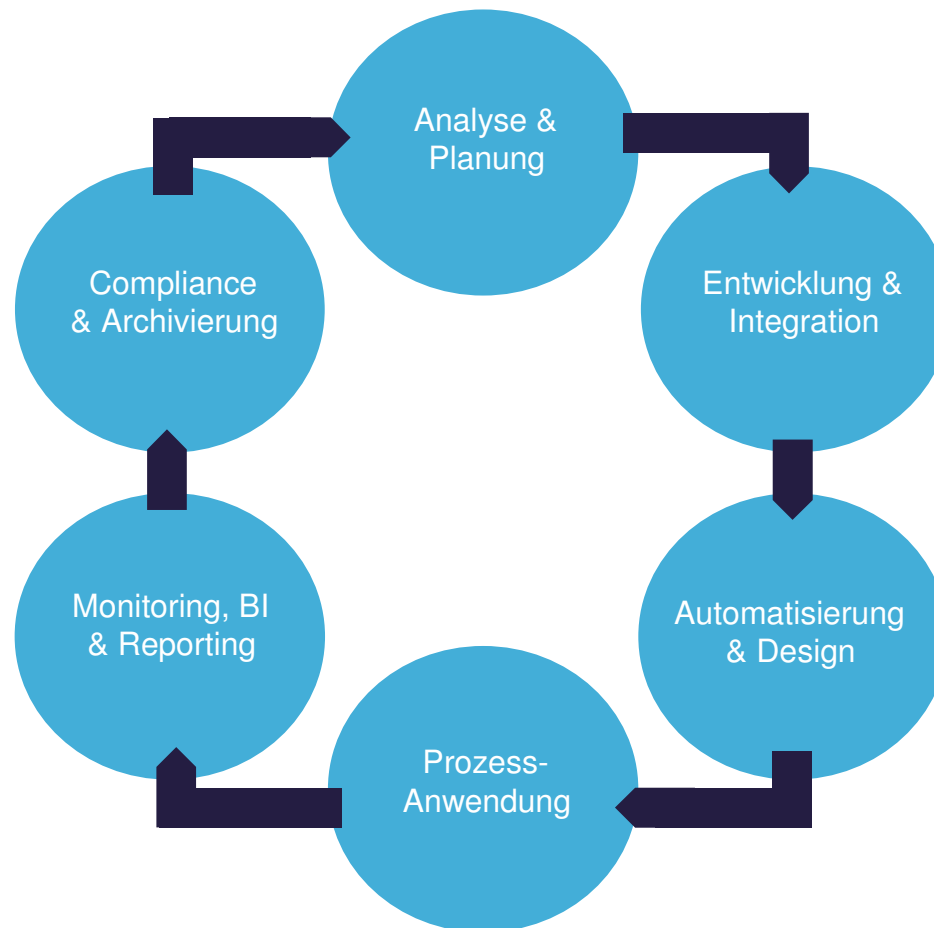 Analyse &
Planung
Entwicklung &
Integration
Automatisierung
& Design
Prozess-
Anwendung
Monitoring, BI
& Reporting
Compliance
& Archivierung